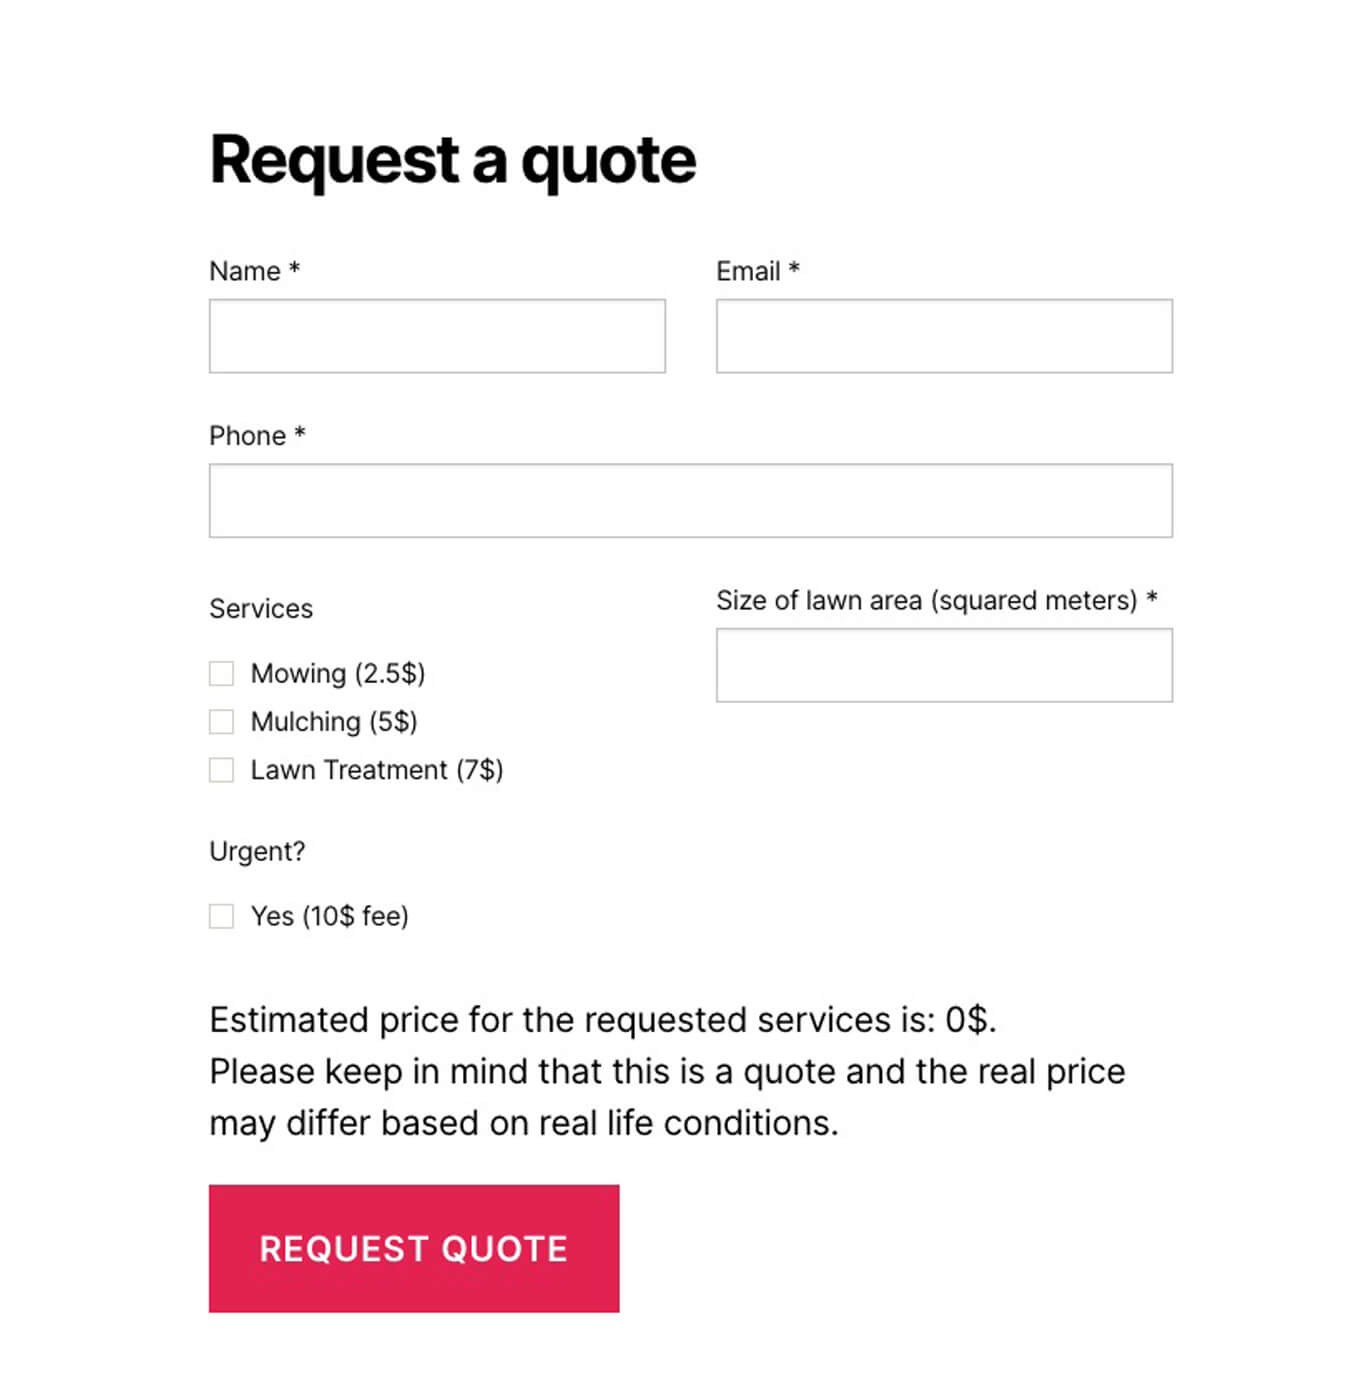 Request a quote
Name *
Email *
Phone *
Services
Size of lawn area (squared meters) *
Mowing (2.5$)
Mulching (5$)
Lawn Treatment (7$)
Urgent?
Yes (10$ fee)
Estimated price for the requested services is: 0$.
Please keep in mind that this is a quote and the real price
may differ based on real life conditions.
REQUEST QUOTE